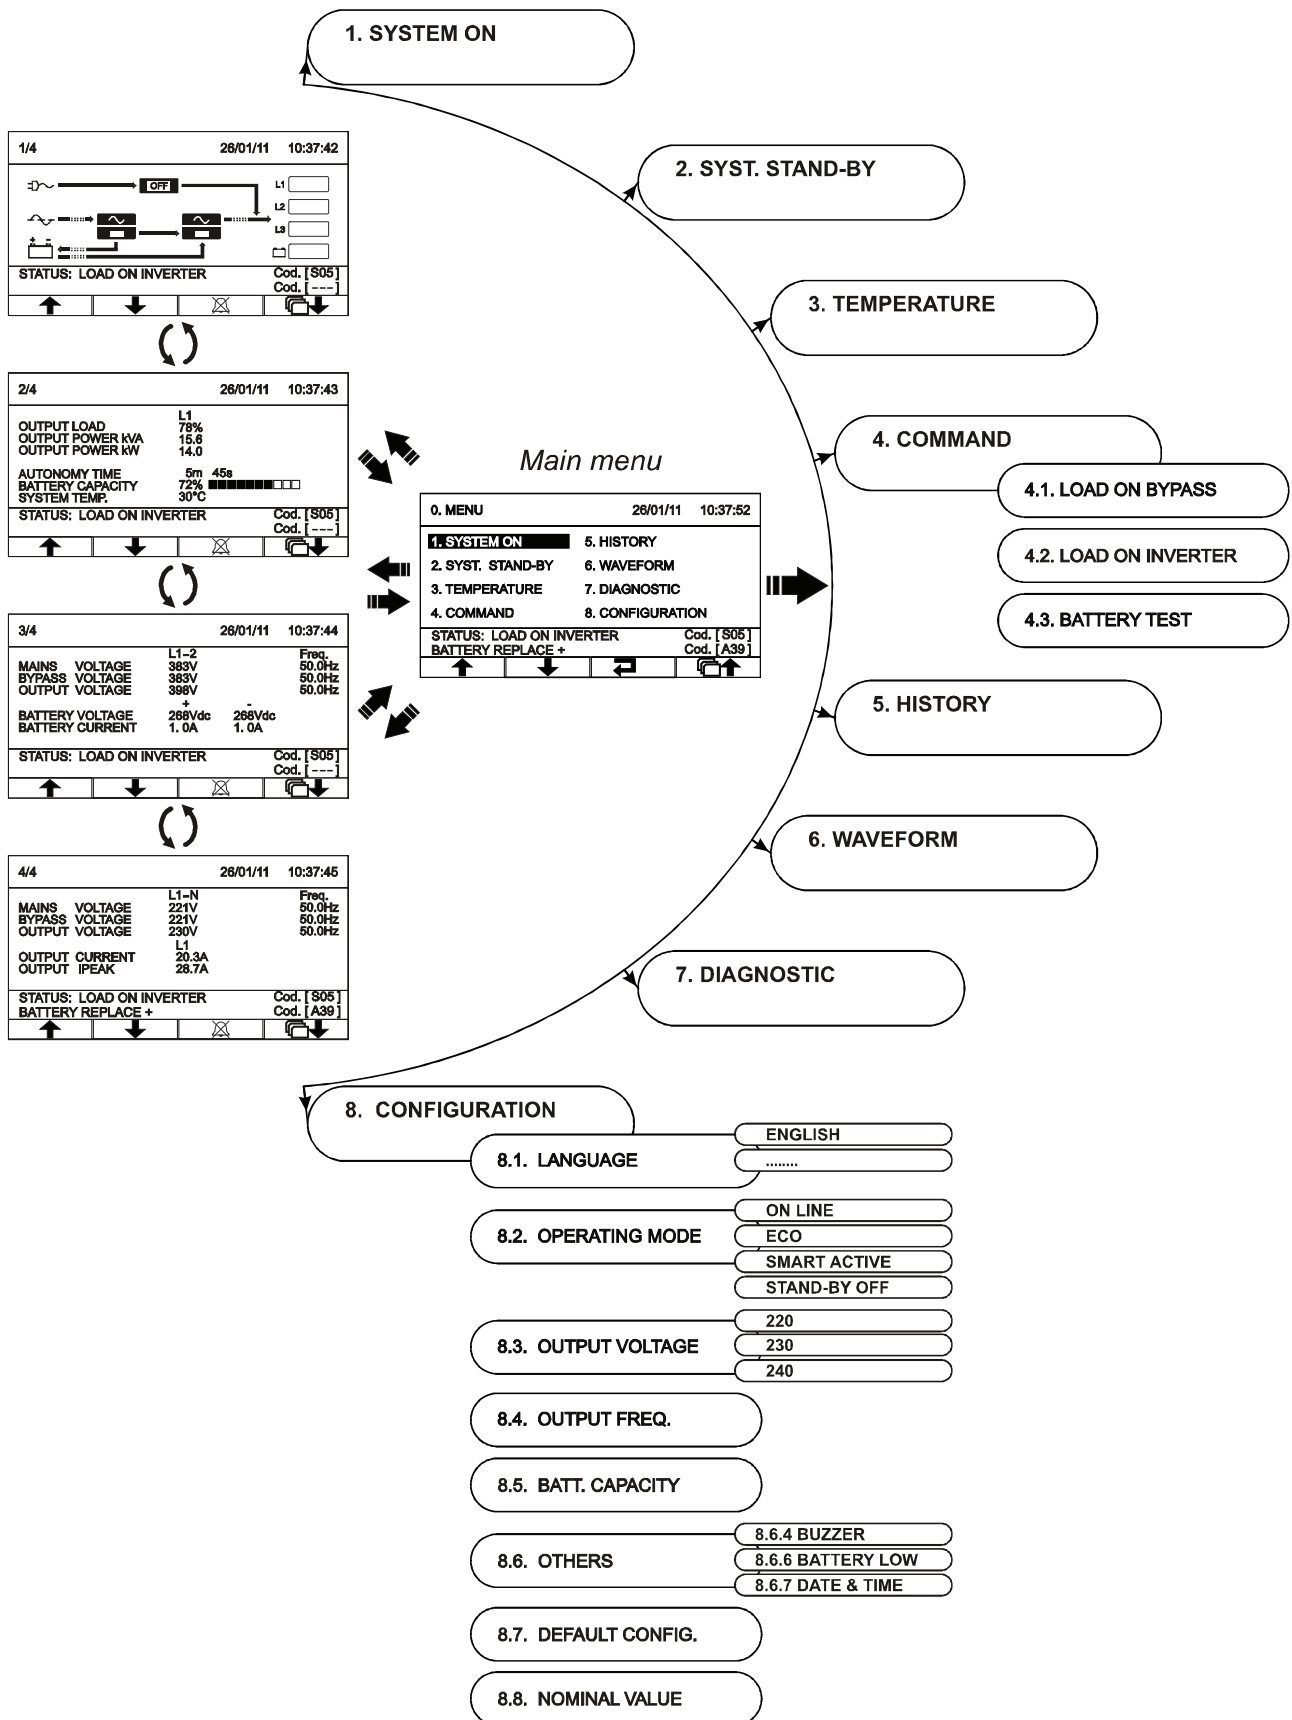 1. SYSTEM ON
2. SYST. STAND-BY
3. TEMPERATURE
4. COMMAND
4.1. LOAD ON BYPASS
4.2. LOAD ON INVERTER
4.3. BATTERY TEST
5. HISTORY
6. WAVEFORM
7. DIAGNOSTIC
1/4 26/01/11 10:37:42
OFF
L1
L2
L3
+ -
STATUS: LOAD ON INVERTER Cod. [S05]
Cod. [---]
2/4 26/01/11 10:37:43
L1
OUTPUT LOAD 78%
OUTPUT POWER kVA 15.6
OUTPUT POWER kW 14.0
AUTONOMY TIME 5m 45s
BATTERY CAPACITY 72%
SYSTEM TEMP. 30°C
STATUS: LOAD ON INVERTER Cod. [S05]
Cod. [---]
3/4 26/01/11 10:37:44
L1-2 Freq.
MAINS VOLTAGE 383V 50.0Hz
BYPASS VOLTAGE 383V 50.0Hz
OUTPUT VOLTAGE 398V 50.0Hz
+ -
BATTERY VOLTAGE 268Vdc 268Vdc
BATTERY CURRENT 1. 0A 1. 0A
STATUS: LOAD ON INVERTER Cod. [S05]
Cod. [---]
4/4 26/01/11 10:37:45
L1-N Freq.
MAINS VOLTAGE 221V 50.0Hz
BYPASS VOLTAGE 221V 50.0Hz
OUTPUT VOLTAGE 230V 50.0Hz
L1
OUTPUT CURRENT 20.3A
OUTPUT IPEAK 28.7A
STATUS: LOAD ON INVERTER Cod. [S05]
BATTERY REPLACE + Cod. [A39]
Main menu
0. MENU 26/01/11 10:37:52
1. SYSTEM ON 5. HISTORY
2. SYST. STAND-BY 6. WAVEFORM
3. TEMPERATURE 7. DIAGNOSTIC
4. COMMAND 8. CONFIGURATION
STATUS: LOAD ON INVERTER Cod. [S05]
BATTERY REPLACE + Cod. [A39]
8. CONFIGURATION
8.1. LANGUAGE
ENGLISH
........
8.2. OPERATING MODE
ON LINE
ECO
SMART ACTIVE
STAND-BY OFF
8.3. OUTPUT VOLTAGE
220
230
240
8.4. OUTPUT FREQ.
8.5. BATT. CAPACITY
8.6. OTHERS
8.6.4 BUZZER
8.6.6 BATTERY LOW
8.6.7 DATE & TIME
8.7. DEFAULT CONFIG.
8.8. NOMINAL VALUE